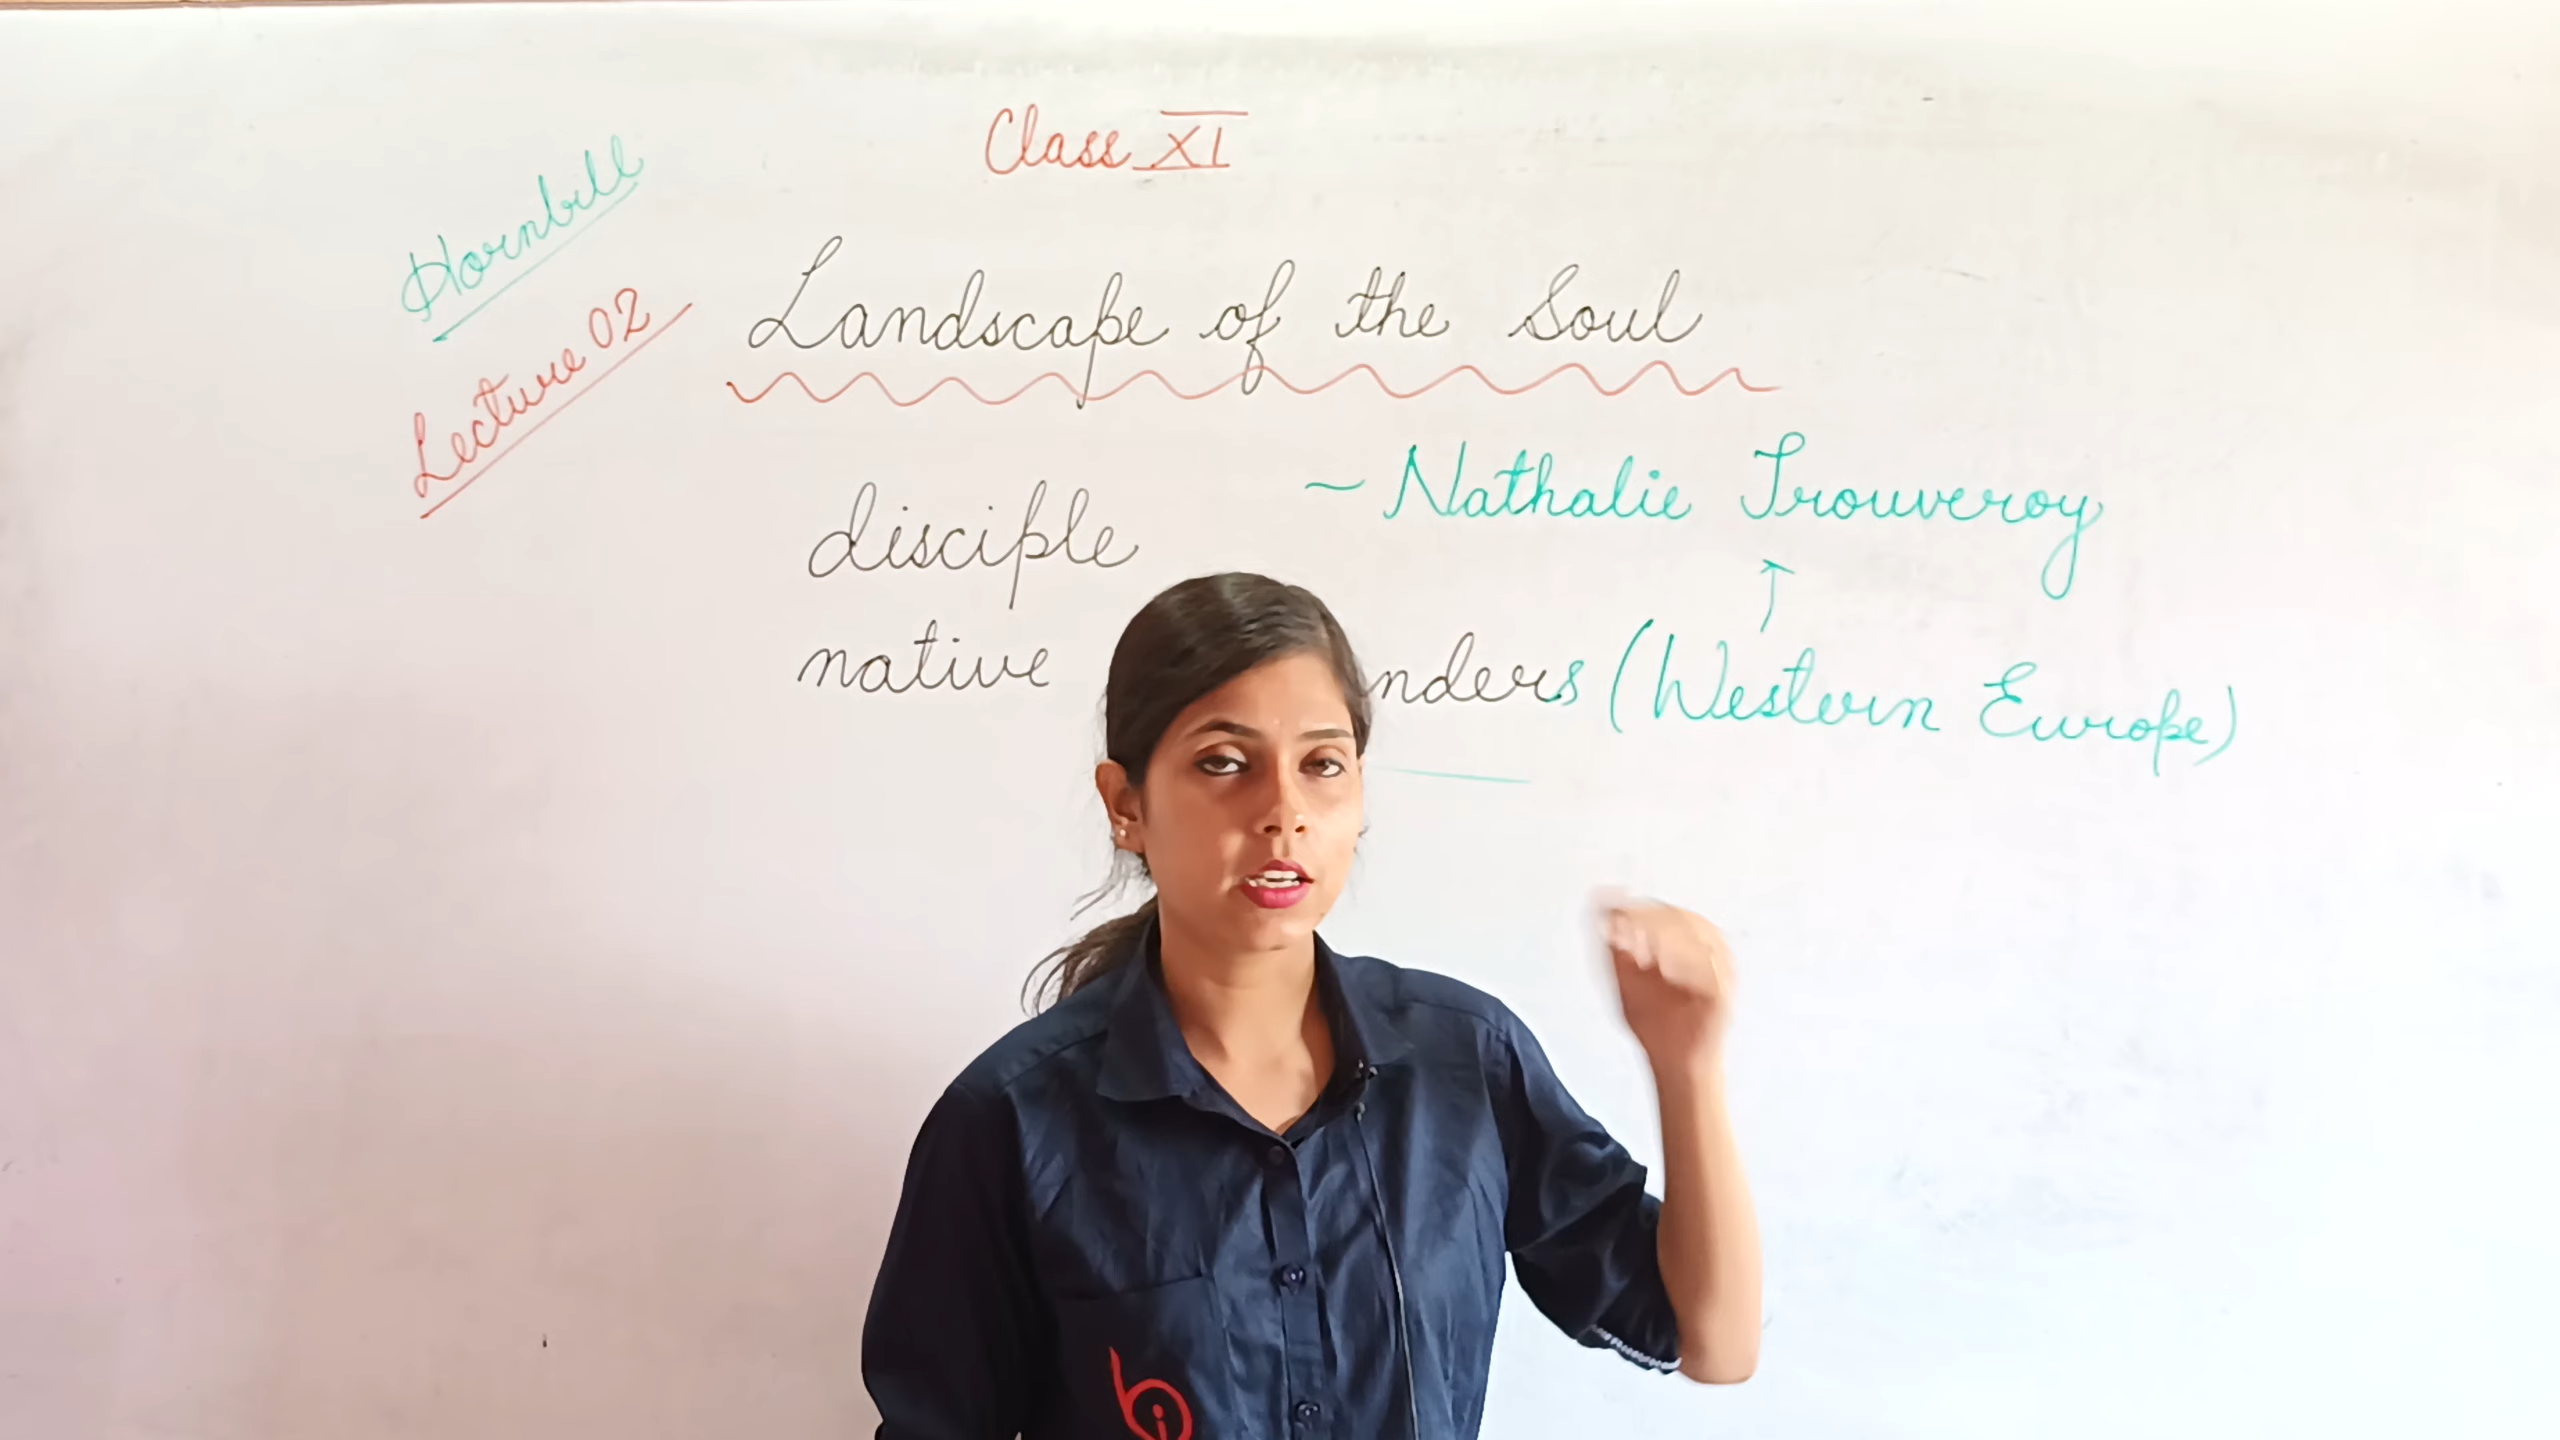 Class XI
Hornbill
Lecture 02
Landscape of the Soul
~ Nathalie Trouveroy
disciple
native
nders (Western Europe)